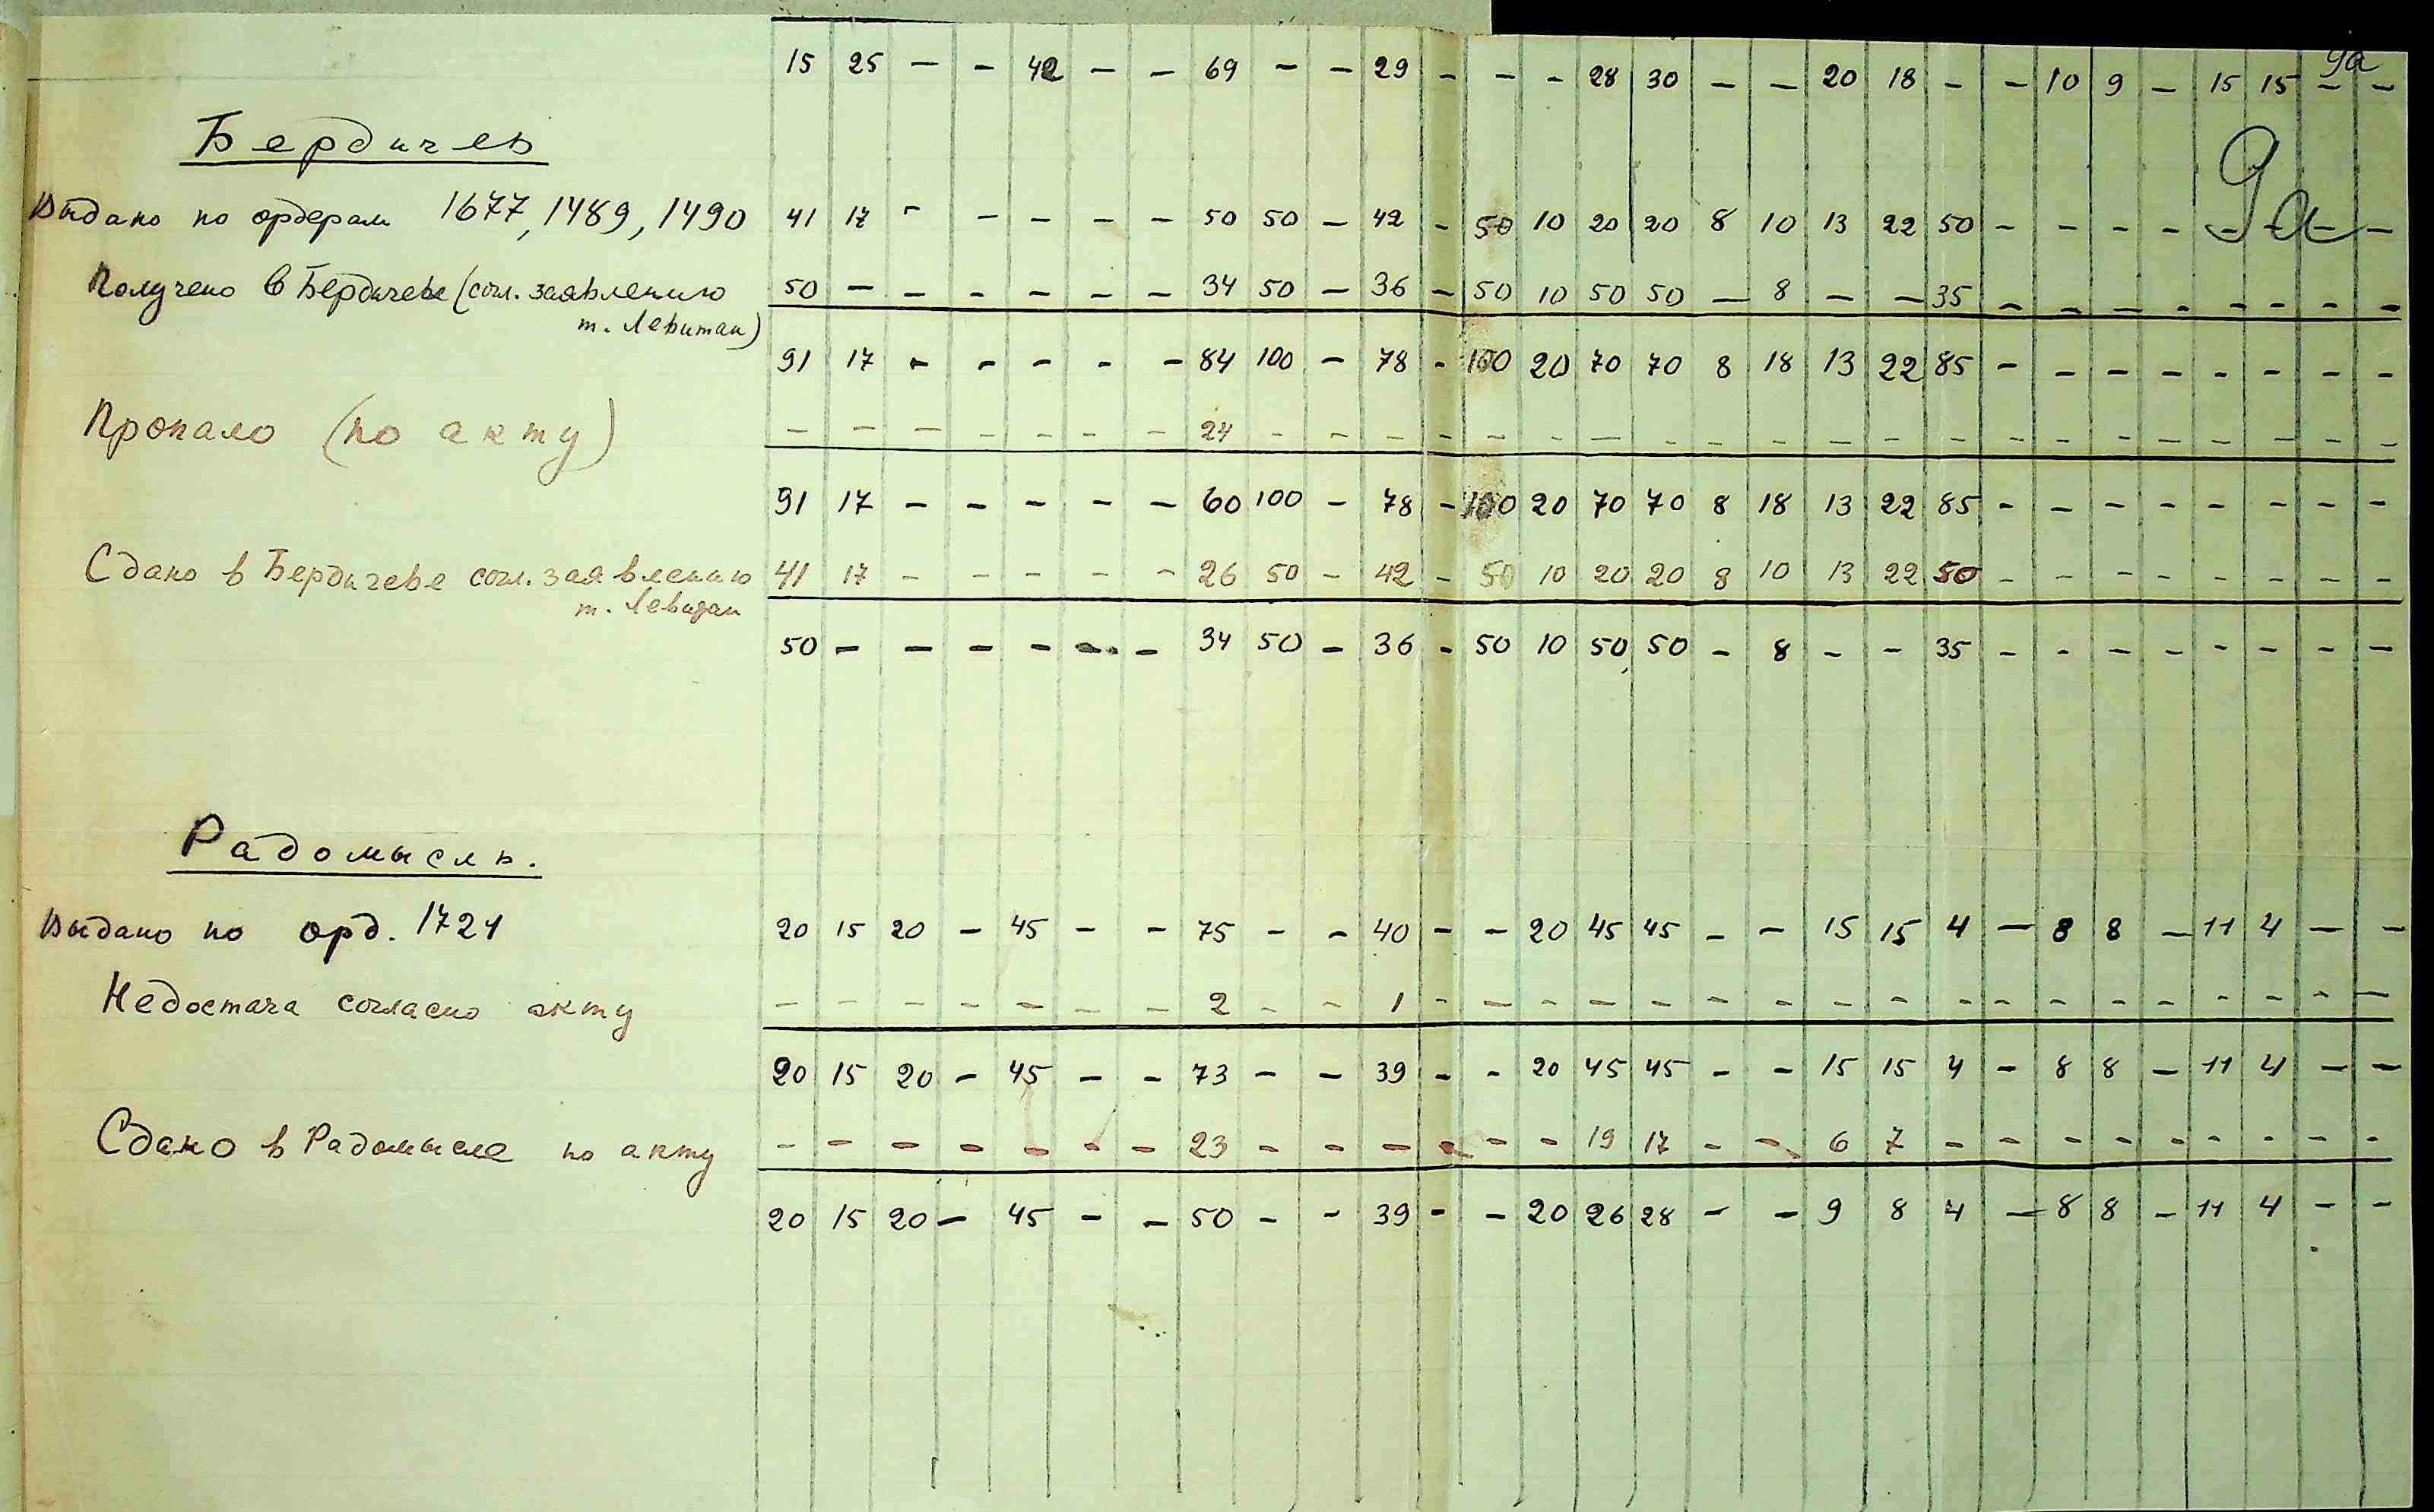 9а
15 25 — — 42 — — 69 — — 29 — — — 28 30 — — 20 18 — — 10 9 — 15 15 — —
Бердичев
9а
Выдано по ордерам 1677, 1489, 1490 41 17 — — — — — 50 50 — 42 — 50 10 20 20 8 10 13 22 50 — — — — — — — —
Получено в Бердичеве (согл. заявлению 50 — — — — — — 34 50 — 36 — 50 10 50 50 — 8 — — 35 — — — — — — — —
т. Левитан)
91 17 — — — — — 84 100 — 78 — 100 20 70 70 8 18 13 22 85 — — — — — — — —
Пропало (по акту) — — — — — — — 24 — — — — — — — — — — — — — — — — — — — — —
91 17 — — — — — 60 100 — 78 — 100 20 70 70 8 18 13 22 85 — — — — — — — —
Сдано в Бердичеве согл. заявлению 41 17 — — — — — 26 50 — 42 — 50 10 20 20 8 10 13 22 50 — — — — — — — —
т. Левидан
50 — — — — — — 34 50 — 36 — 50 10 50 50 — 8 — — 35 — — — — — — — —
Радомысль.
Выдано по орд. 1721 20 15 20 — 45 — — 75 — — 40 — — 20 45 45 — — 15 15 4 — 8 8 — 11 4 — —
Недостача согласно акту — — — — — — — 2 — — 1 — — — — — — — — — — — — — — — — — —
20 15 20 — 45 — — 73 — — 39 — — 20 45 45 — — 15 15 4 — 8 8 — 11 4 — —
Сдано в Радомысле по акту — — — — — — — 23 — — — — — — 19 17 — — 6 7 — — — — — — — — —
20 15 20 — 45 — — 50 — — 39 — — 20 26 28 — — 9 8 4 — 8 8 — 11 4 — —